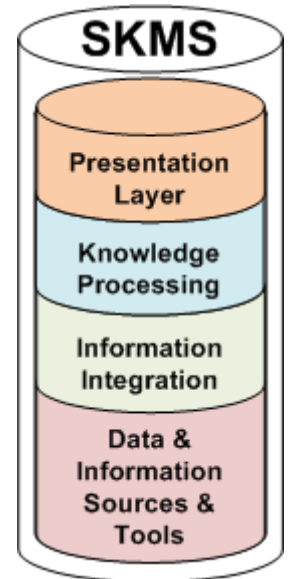 SKMS
Presentation
Layer
Knowledge
Processing
Information
Integration
Data &
Information
Sources &
Tools